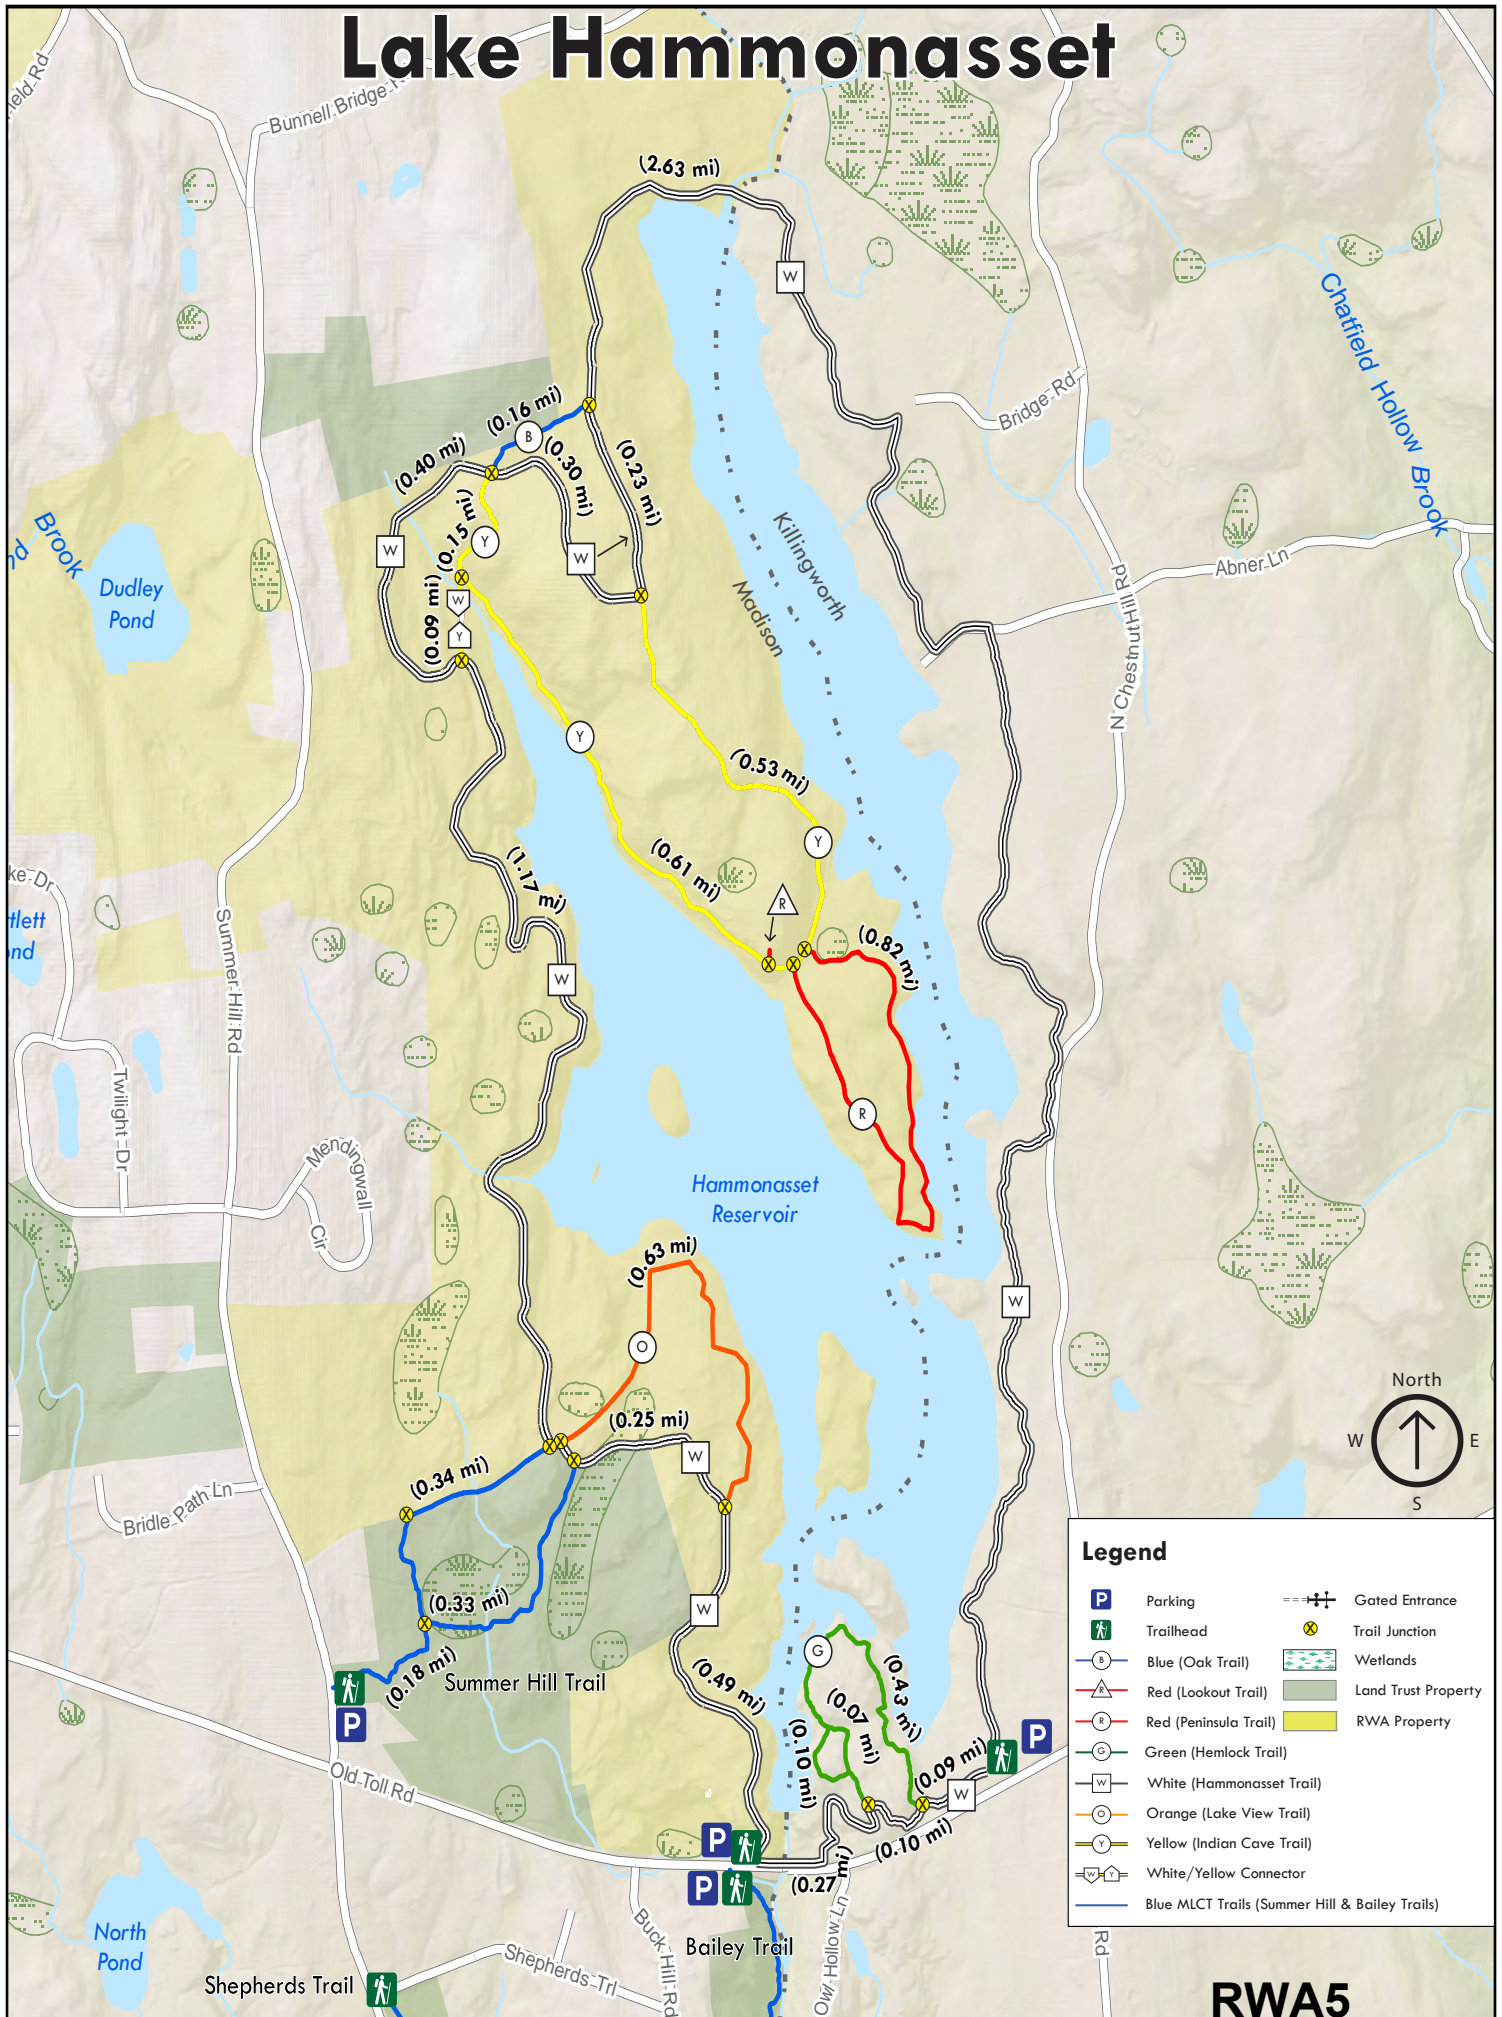 Lake Hammonasset
Bunnell Bridge
(2.63 mi)
W
Chatfield Hollow Brook
Bridge Rd
(0.16 mi)
B
(0.40 mi)
(0.30 mi)
(0.23 mi)
W
(0.15 mi)
Y
W
Killingworth
Madison
Brook
Dudley
Pond
Abner Ln
N Chestnut Hill Rd
(0.09 mi)
W
Y
Y
(0.53 mi)
Y
(0.61 mi)
(1.17 mi)
R
(0.82 mi)
Summer Hill Rd
W
Twilight Dr
Mendingwall
Cir
R
Hammonasset
Reservoir
(0.63 mi)
W
O
(0.25 mi)
W
(0.34 mi)
Bridle Path Ln
North
W
E
S
(0.33 mi)
(0.18 mi)
Summer Hill Trail
P
W
(0.49 mi)
G
(0.43 mi)
(0.07 mi)
(0.10 mi)
(0.09 mi)
P
W
(0.10 mi)
(0.27 mi)
Old Toll Rd
P
P
Buck Hill Rd
Bailey Trail
Owl Hollow Ln
North
Pond
Shepherds Trl
Shepherds Trail
Rd
Legend
P Parking
Gated Entrance
Trailhead
Trail Junction
B Blue (Oak Trail)
Wetlands
R Red (Lookout Trail)
Land Trust Property
R Red (Peninsula Trail)
RWA Property
G Green (Hemlock Trail)
W White (Hammonasset Trail)
O Orange (Lake View Trail)
Y Yellow (Indian Cave Trail)
W Y White/Yellow Connector
Blue MLCT Trails (Summer Hill & Bailey Trails)
RWA5